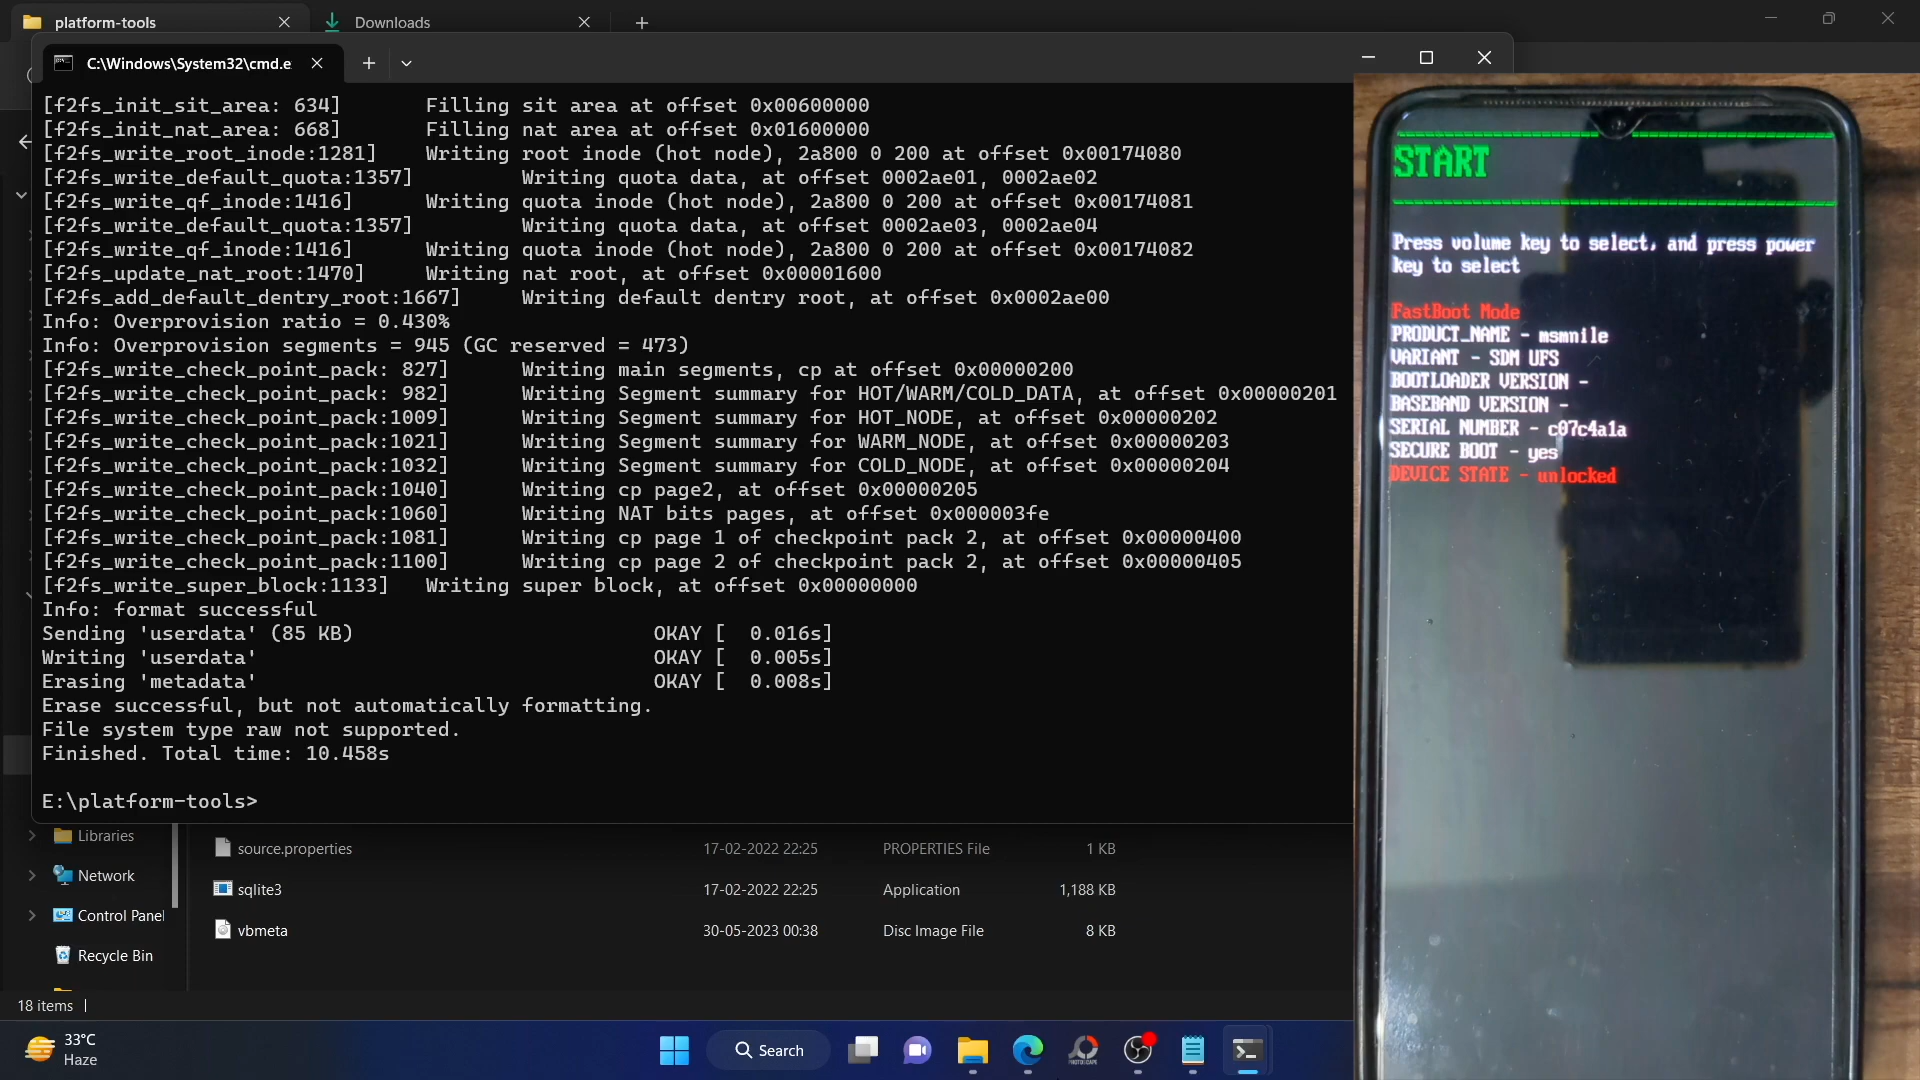 platform-tools
Downloads
C:\Windows\System32\cmd.e
[f2fs_init_sit_area: 634] Filling sit area at offset 0x00600000
[f2fs_init_nat_area: 668] Filling nat area at offset 0x01600000
[f2fs_write_root_inode:1281] Writing root inode (hot node), 2a800 0 200 at offset 0x00174080
[f2fs_write_default_quota:1357] Writing quota data, at offset 0002ae01, 0002ae02
[f2fs_write_qf_inode:1416] Writing quota inode (hot node), 2a800 0 200 at offset 0x00174081
[f2fs_write_default_quota:1357] Writing quota data, at offset 0002ae03, 0002ae04
[f2fs_write_qf_inode:1416] Writing quota inode (hot node), 2a800 0 200 at offset 0x00174082
[f2fs_update_nat_root:1470] Writing nat root, at offset 0x00001600
[f2fs_add_default_dentry_root:1667] Writing default dentry root, at offset 0x0002ae00
Info: Overprovision ratio = 0.430%
Info: Overprovision segments = 945 (GC reserved = 473)
[f2fs_write_check_point_pack: 827] Writing main segments, cp at offset 0x00000200
[f2fs_write_check_point_pack: 982] Writing Segment summary for HOT/WARM/COLD_DATA, at offset 0x00000201
[f2fs_write_check_point_pack:1009] Writing Segment summary for HOT_NODE, at offset 0x00000202
[f2fs_write_check_point_pack:1021] Writing Segment summary for WARM_NODE, at offset 0x00000203
[f2fs_write_check_point_pack:1032] Writing Segment summary for COLD_NODE, at offset 0x00000204
[f2fs_write_check_point_pack:1040] Writing cp page2, at offset 0x00000205
[f2fs_write_check_point_pack:1060] Writing NAT bits pages, at offset 0x000003fe
[f2fs_write_check_point_pack:1081] Writing cp page 1 of checkpoint pack 2, at offset 0x00000400
[f2fs_write_check_point_pack:1100] Writing cp page 2 of checkpoint pack 2, at offset 0x00000405
[f2fs_write_super_block:1133] Writing super block, at offset 0x00000000
Info: format successful
Sending 'userdata' (85 KB) OKAY [ 0.016s]
Writing 'userdata' OKAY [ 0.005s]
Erasing 'metadata' OKAY [ 0.008s]
Erase successful, but not automatically formatting.
File system type raw not supported.
Finished. Total time: 10.458s
E:\platform-tools>
START
Press volume key to select, and press power
key to select
FastBoot Mode
PRODUCT_NAME - msmnile
VARIANT - SDM UFS
BOOTLOADER VERSION -
BASEBAND VERSION -
SERIAL NUMBER - c07c4a1a
SECURE BOOT - yes
DEVICE STATE - unlocked
Libraries
Network
Control Panel
Recycle Bin
source.properties 17-02-2022 22:25 PROPERTIES File 1 KB
sqlite3 17-02-2022 22:25 Application 1,188 KB
vbmeta 30-05-2023 00:38 Disc Image File 8 KB
18 items
33°C
Haze
Search